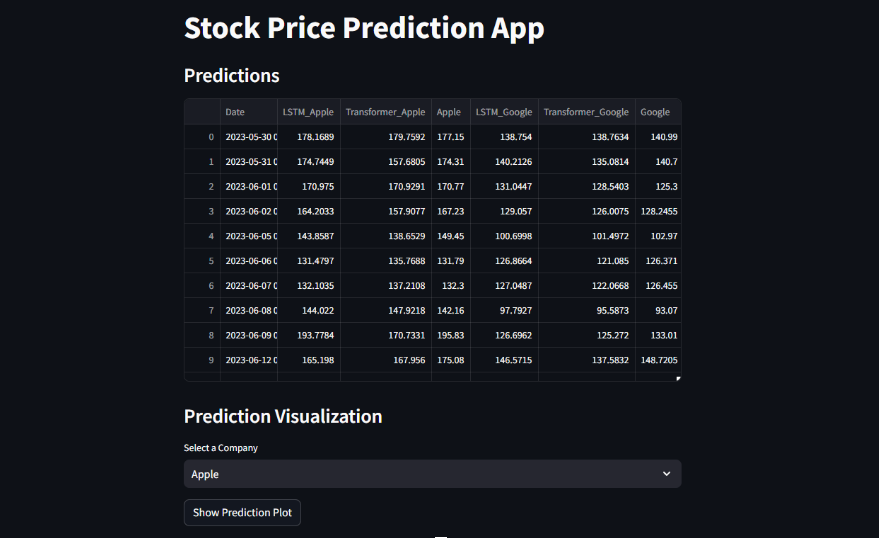 Stock Price Prediction App
Predictions
Date LSTM_Apple Transformer_Apple Apple LSTM_Google Transformer_Google Google
0 2023-05-30 0 178.1689 179.7592 177.15 138.754 138.7634 140.99
1 2023-05-31 0 174.7449 157.6805 174.31 140.2126 135.0814 140.7
2 2023-06-01 0 170.975 170.9291 170.77 131.0447 128.5403 125.3
3 2023-06-02 0 164.2033 157.9077 167.23 129.057 126.0075 128.2455
4 2023-06-05 0 143.8587 138.6529 149.45 100.6998 101.4972 102.97
5 2023-06-06 0 131.4797 135.7688 131.79 126.8664 121.085 126.371
6 2023-06-07 0 132.1035 137.2108 132.3 127.0487 122.0668 126.455
7 2023-06-08 0 144.022 147.9218 142.16 97.7927 95.5873 93.07
8 2023-06-09 0 193.7784 170.7331 195.83 126.6962 125.272 133.01
9 2023-06-12 0 165.198 167.956 175.08 146.5715 137.5832 148.7205
Prediction Visualization
Select a Company
Apple
Show Prediction Plot